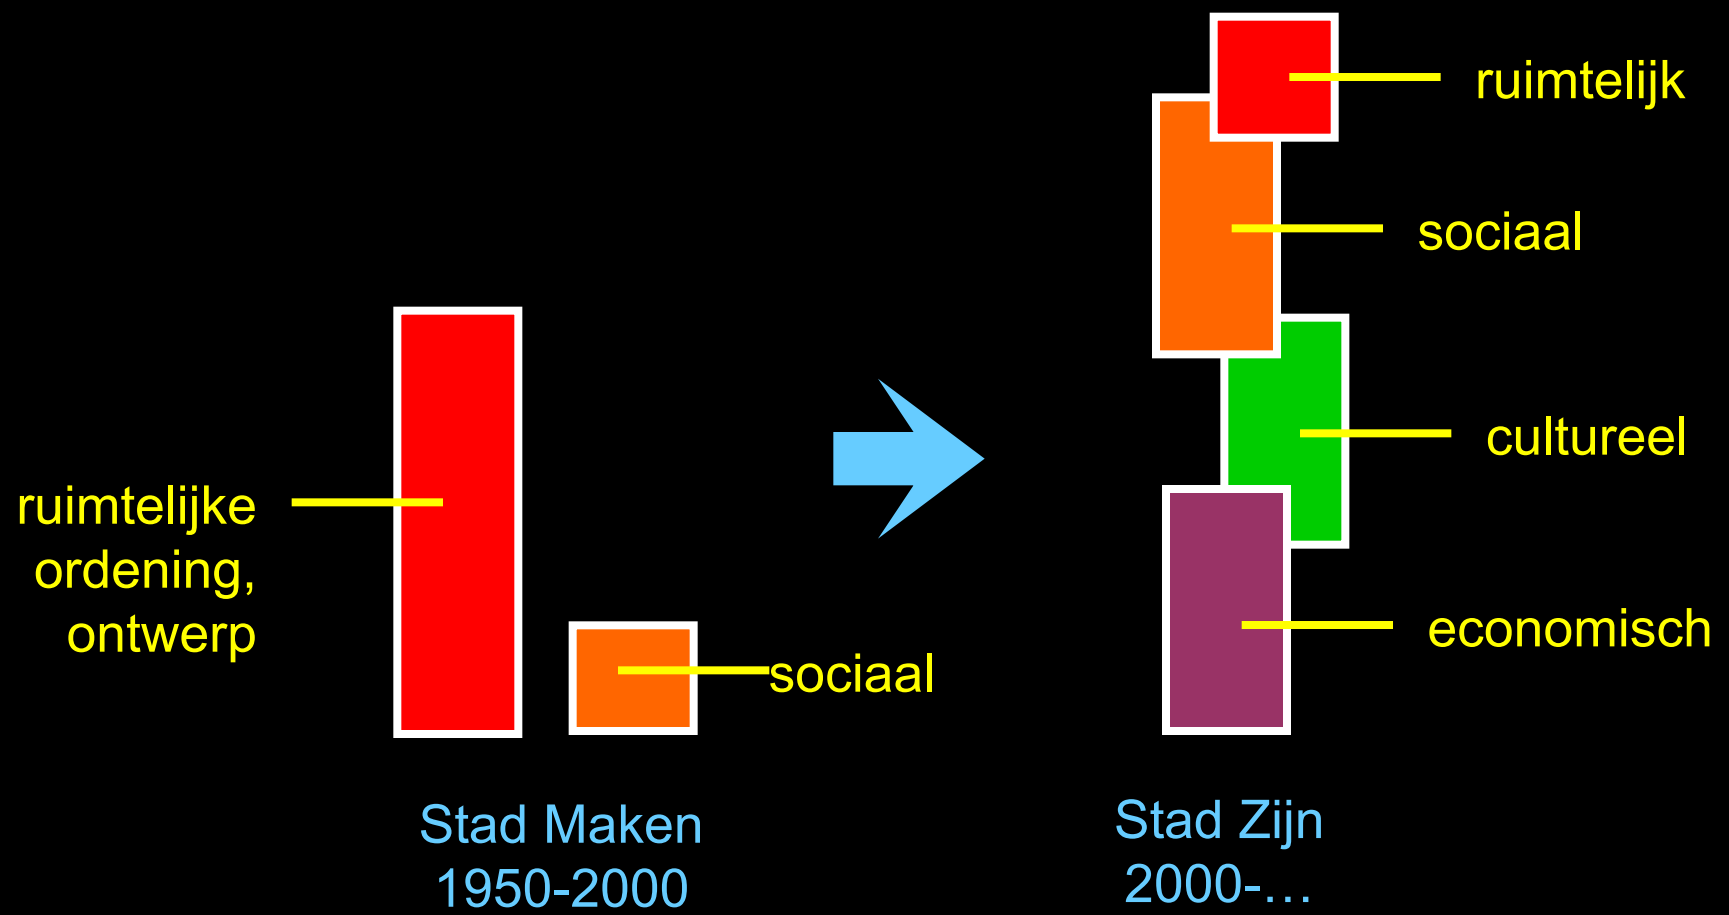 ruimtelijke
ordening,
ontwerp
sociaal
Stad Maken
1950-2000
ruimtelijk
sociaal
cultureel
economisch
Stad Zijn
2000-…